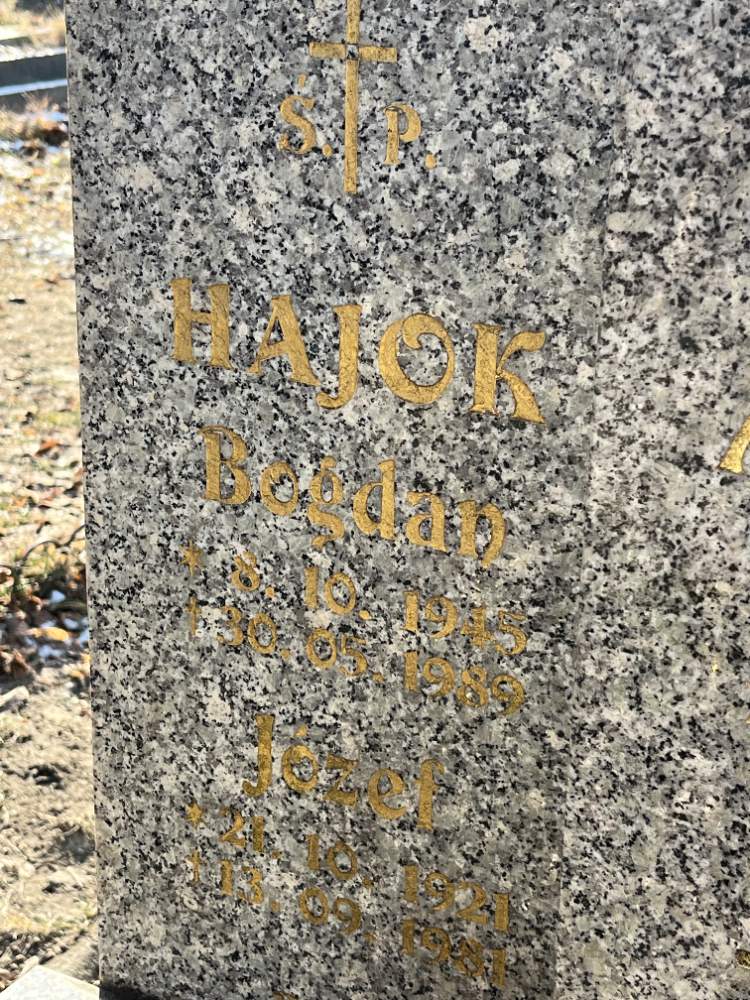 Ś. P.
HAJOK
Bogdan
* 8. 10. 1945
† 30. 05. 1989
Józef
* 21. 10. 1921
† 13. 09. 1981